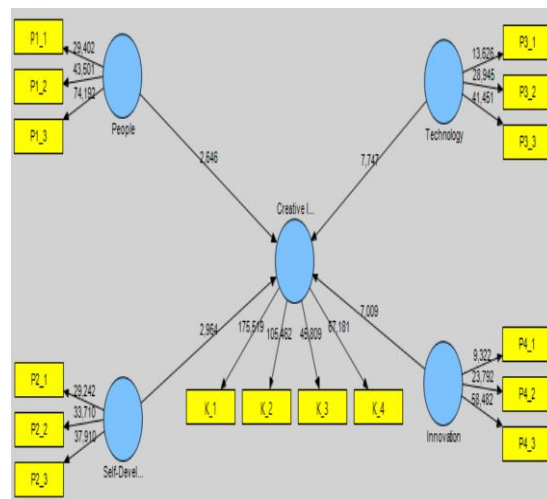 P1_1
29,402
P1_2
43,501
P1_3
74,192
People
P3_1
13,626
P3_2
28,945
P3_3
41,451
Technology
2,646
7,747
Creative I...
2,964
7,009
175,519
105,462
45,809
67,181
K_1
K_2
K_3
K_4
P2_1
29,242
P2_2
33,710
P2_3
37,910
Self-Devel...
P4_1
9,322
P4_2
23,792
P4_3
58,482
Innovation